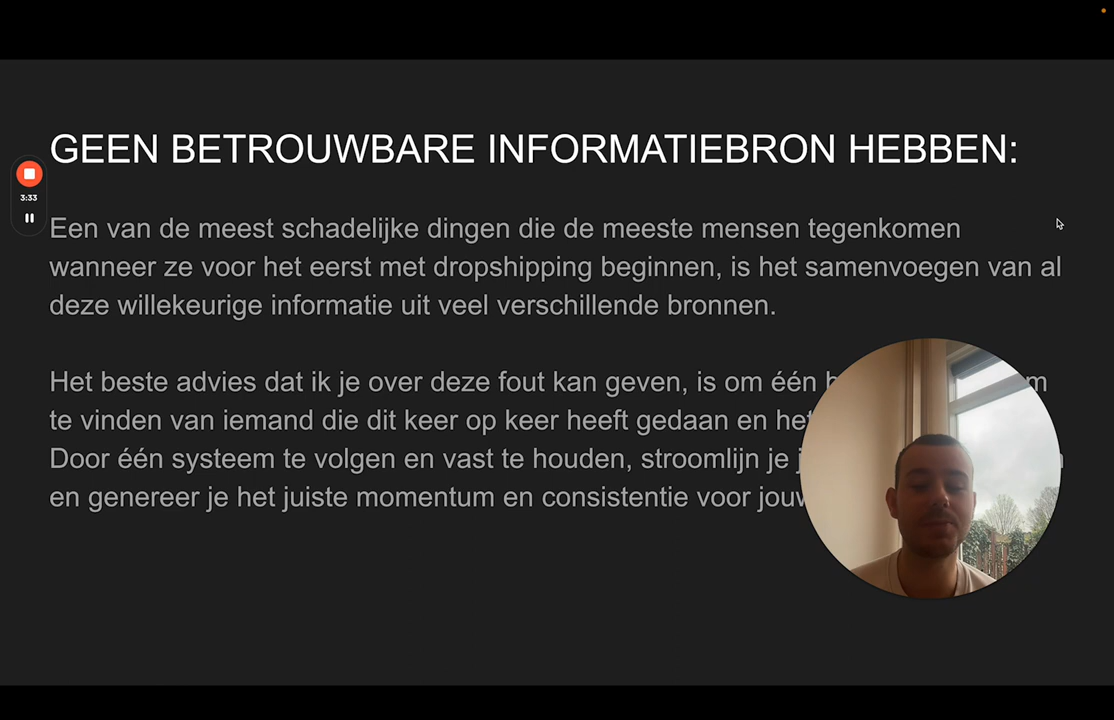 GEEN BETROUWBARE INFORMATIEBRON HEBBEN:
3:33
Een van de meest schadelijke dingen die de meeste mensen tegenkomen
wanneer ze voor het eerst met dropshipping beginnen, is het samenvoegen van al
deze willekeurige informatie uit veel verschillende bronnen.
Het beste advies dat ik je over deze fout kan geven, is om één
te vinden van iemand die dit keer op keer heeft gedaan en
Door één systeem te volgen en vast te houden, stroomlijn je
en genereer je het juiste momentum en consistentie voor